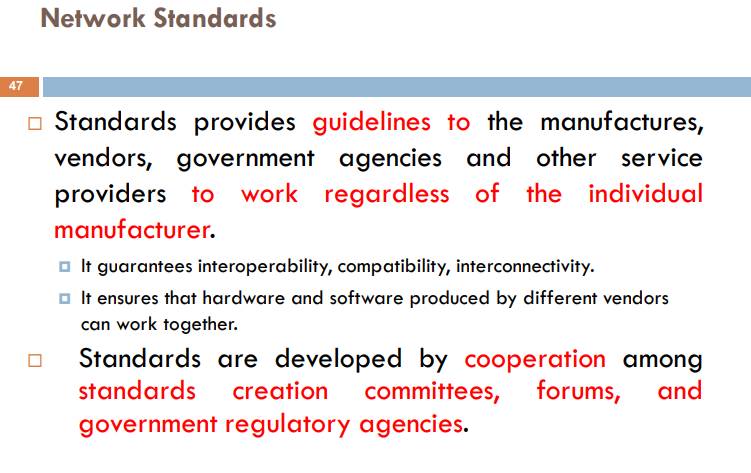 Network Standards
47
Standards provides guidelines to the manufactures,
vendors, government agencies and other service
providers to work regardless of the individual
manufacturer.
It guarantees interoperability, compatibility, interconnectivity.
It ensures that hardware and software produced by different vendors
can work together.
Standards are developed by cooperation among
standards creation committees, forums, and
government regulatory agencies.